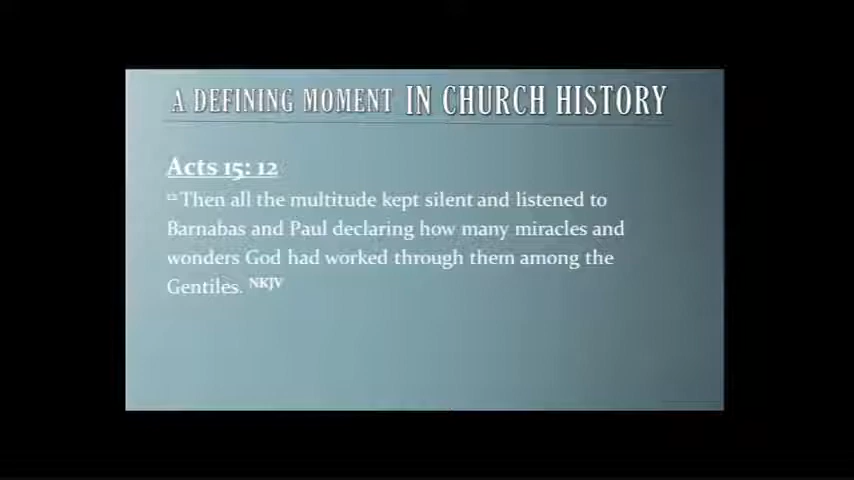 A DEFINING MOMENT IN CHURCH HISTORY
Acts 15: 12
12 Then all the multitude kept silent and listened to
Barnabas and Paul declaring how many miracles and
wonders God had worked through them among the
Gentiles. NKJV